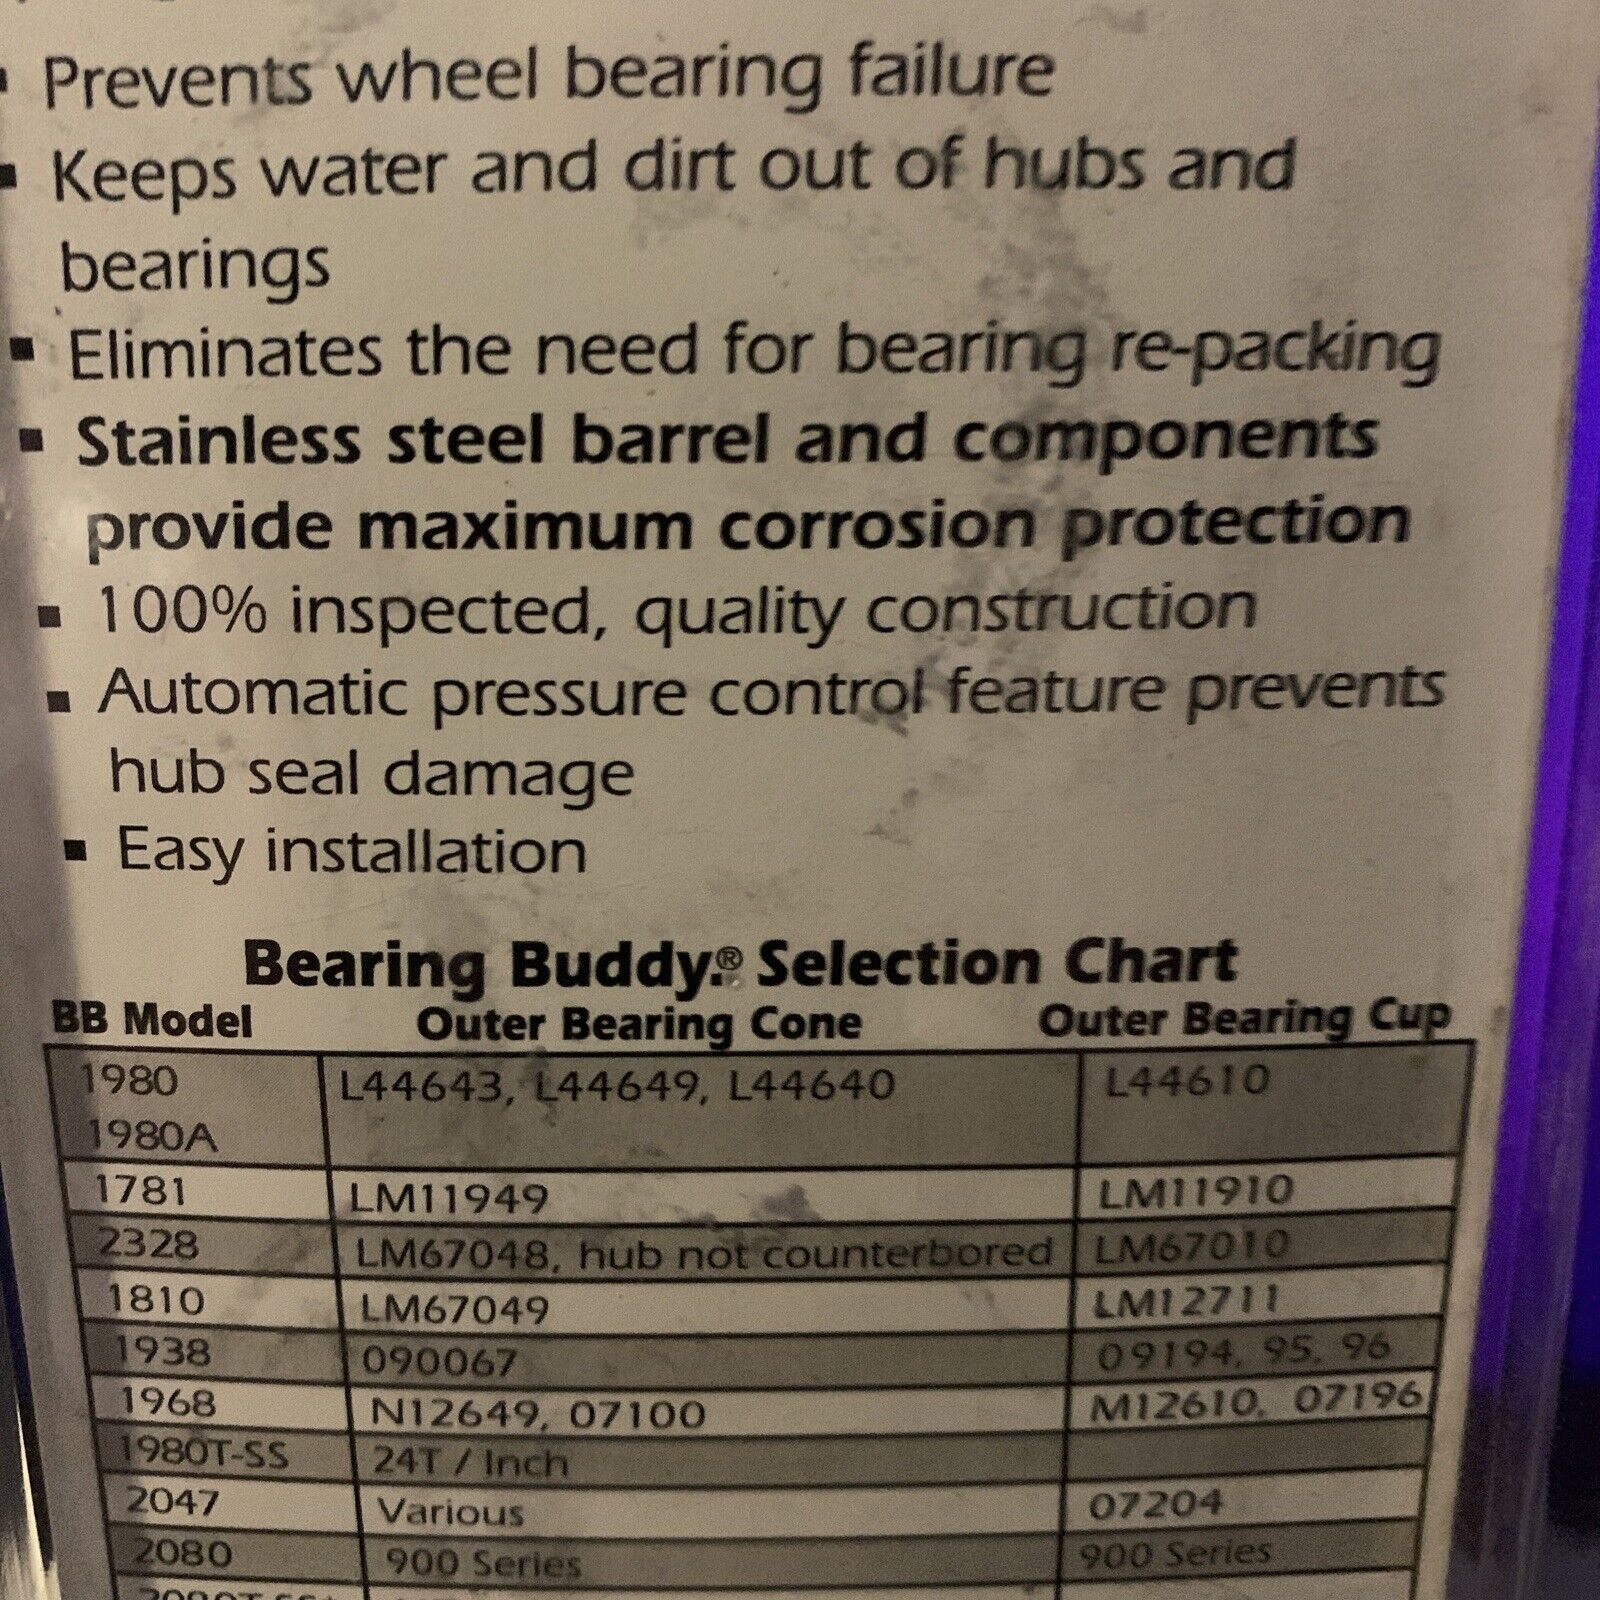 ▪ Prevents wheel bearing failure
▪ Keeps water and dirt out of hubs and
bearings
▪ Eliminates the need for bearing re-packing
▪ Stainless steel barrel and components
provide maximum corrosion protection
▪ 100% inspected, quality construction
▪ Automatic pressure control feature prevents
hub seal damage
▪ Easy installation
Bearing Buddy® Selection Chart
BB Model Outer Bearing Cone Outer Bearing Cup
1980 L44643, L44649, L44640 L44610
1980A
1781 LM11949 LM11910
2328 LM67048, hub not counterbored LM67010
1810 LM67049 LM12711
1938 090067 09194, 95, 96
1968 N12649, 07100 M12610, 07196
1980T-SS 24T / Inch
2047 Various 07204
2080 900 Series 900 Series